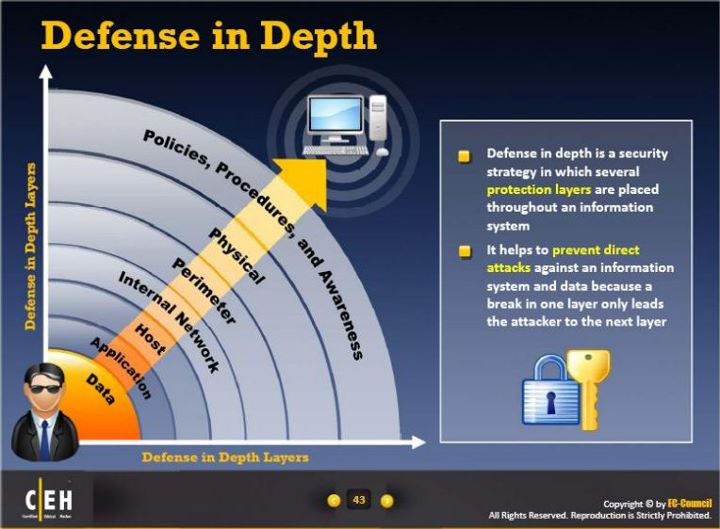 Defense in Depth
Defense in Depth Layers
Policies, Procedures, and Awareness
Physical
Perimeter
Internal Network
Host
Application
Data
Defense in Depth Layers
Defense in depth is a security
strategy in which several
protection layers are placed
throughout an information
system
It helps to prevent direct
attacks against an information
system and data because a
break in one layer only leads
the attacker to the next layer
CEH
Certified Ethical Hacker
43
Copyright © by EC-Council
All Rights Reserved. Reproduction is Strictly Prohibited.